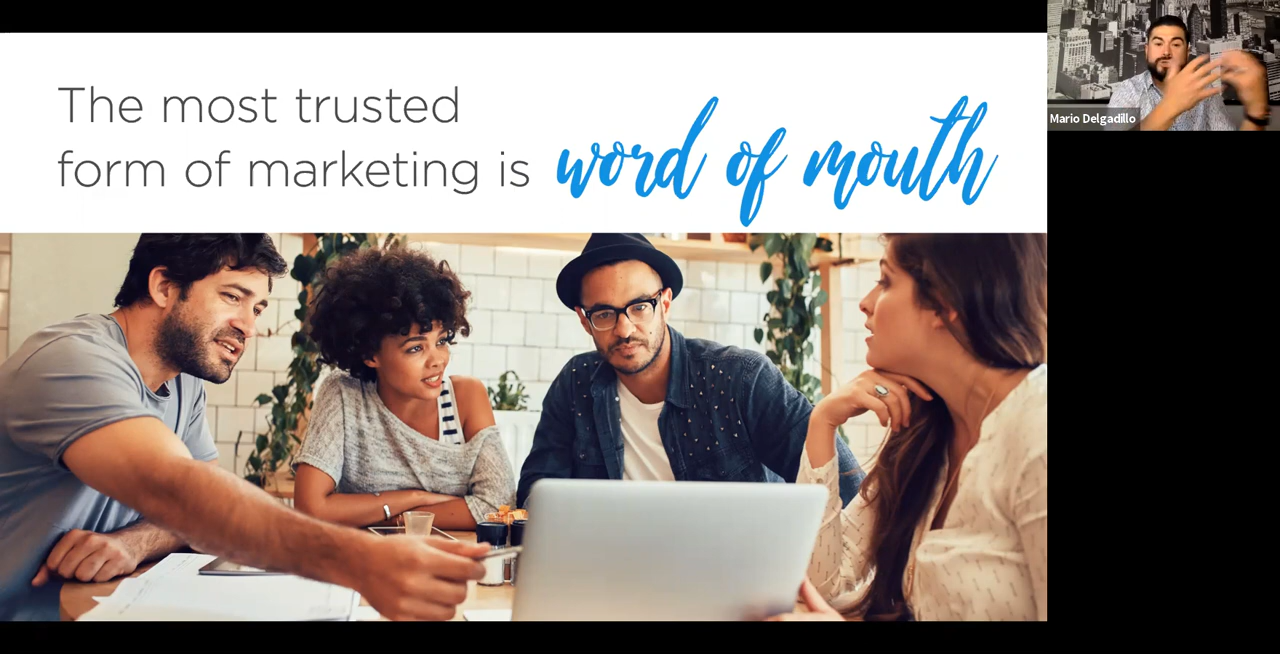 The most trusted
form of marketing is word of mouth
Mario Delgadillo